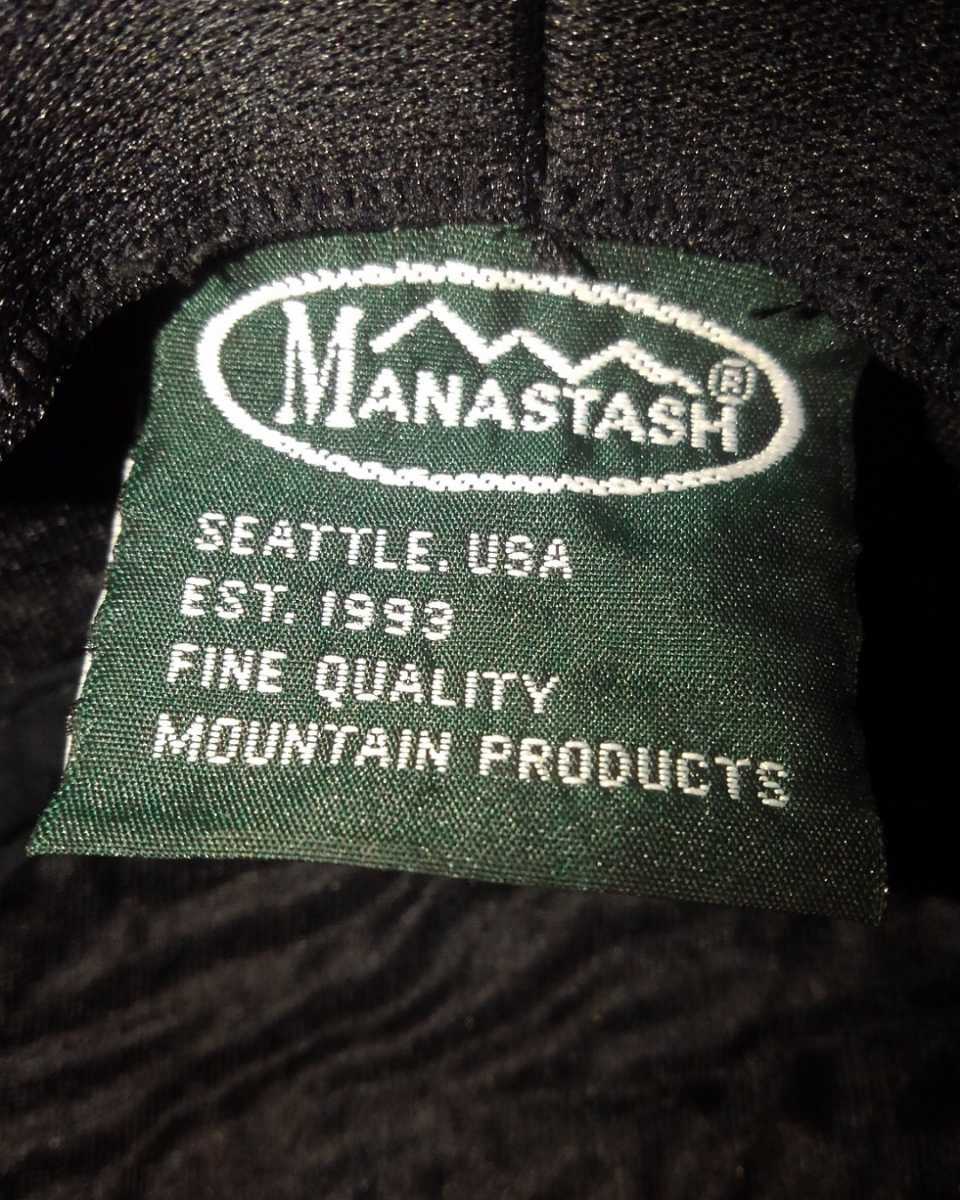 MANASTASH®
SEATTLE. USA
EST. 1993
FINE QUALITY
MOUNTAIN PRODUCTS